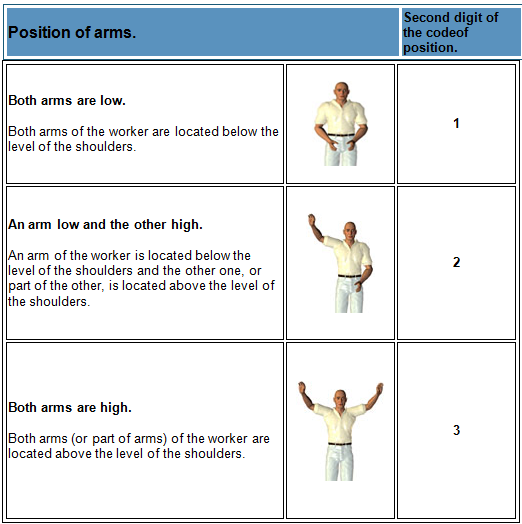 Position of arms.
Second digit of
the codeof
position.
Both arms are low.
Both arms of the worker are located below the
level of the shoulders.
1
An arm low and the other high.
An arm of the worker is located below the
level of the shoulders and the other one, or
part of the other, is located above the level of
the shoulders.
2
Both arms are high.
Both arms (or part of arms) of the worker are
located above the level of the shoulders.
3